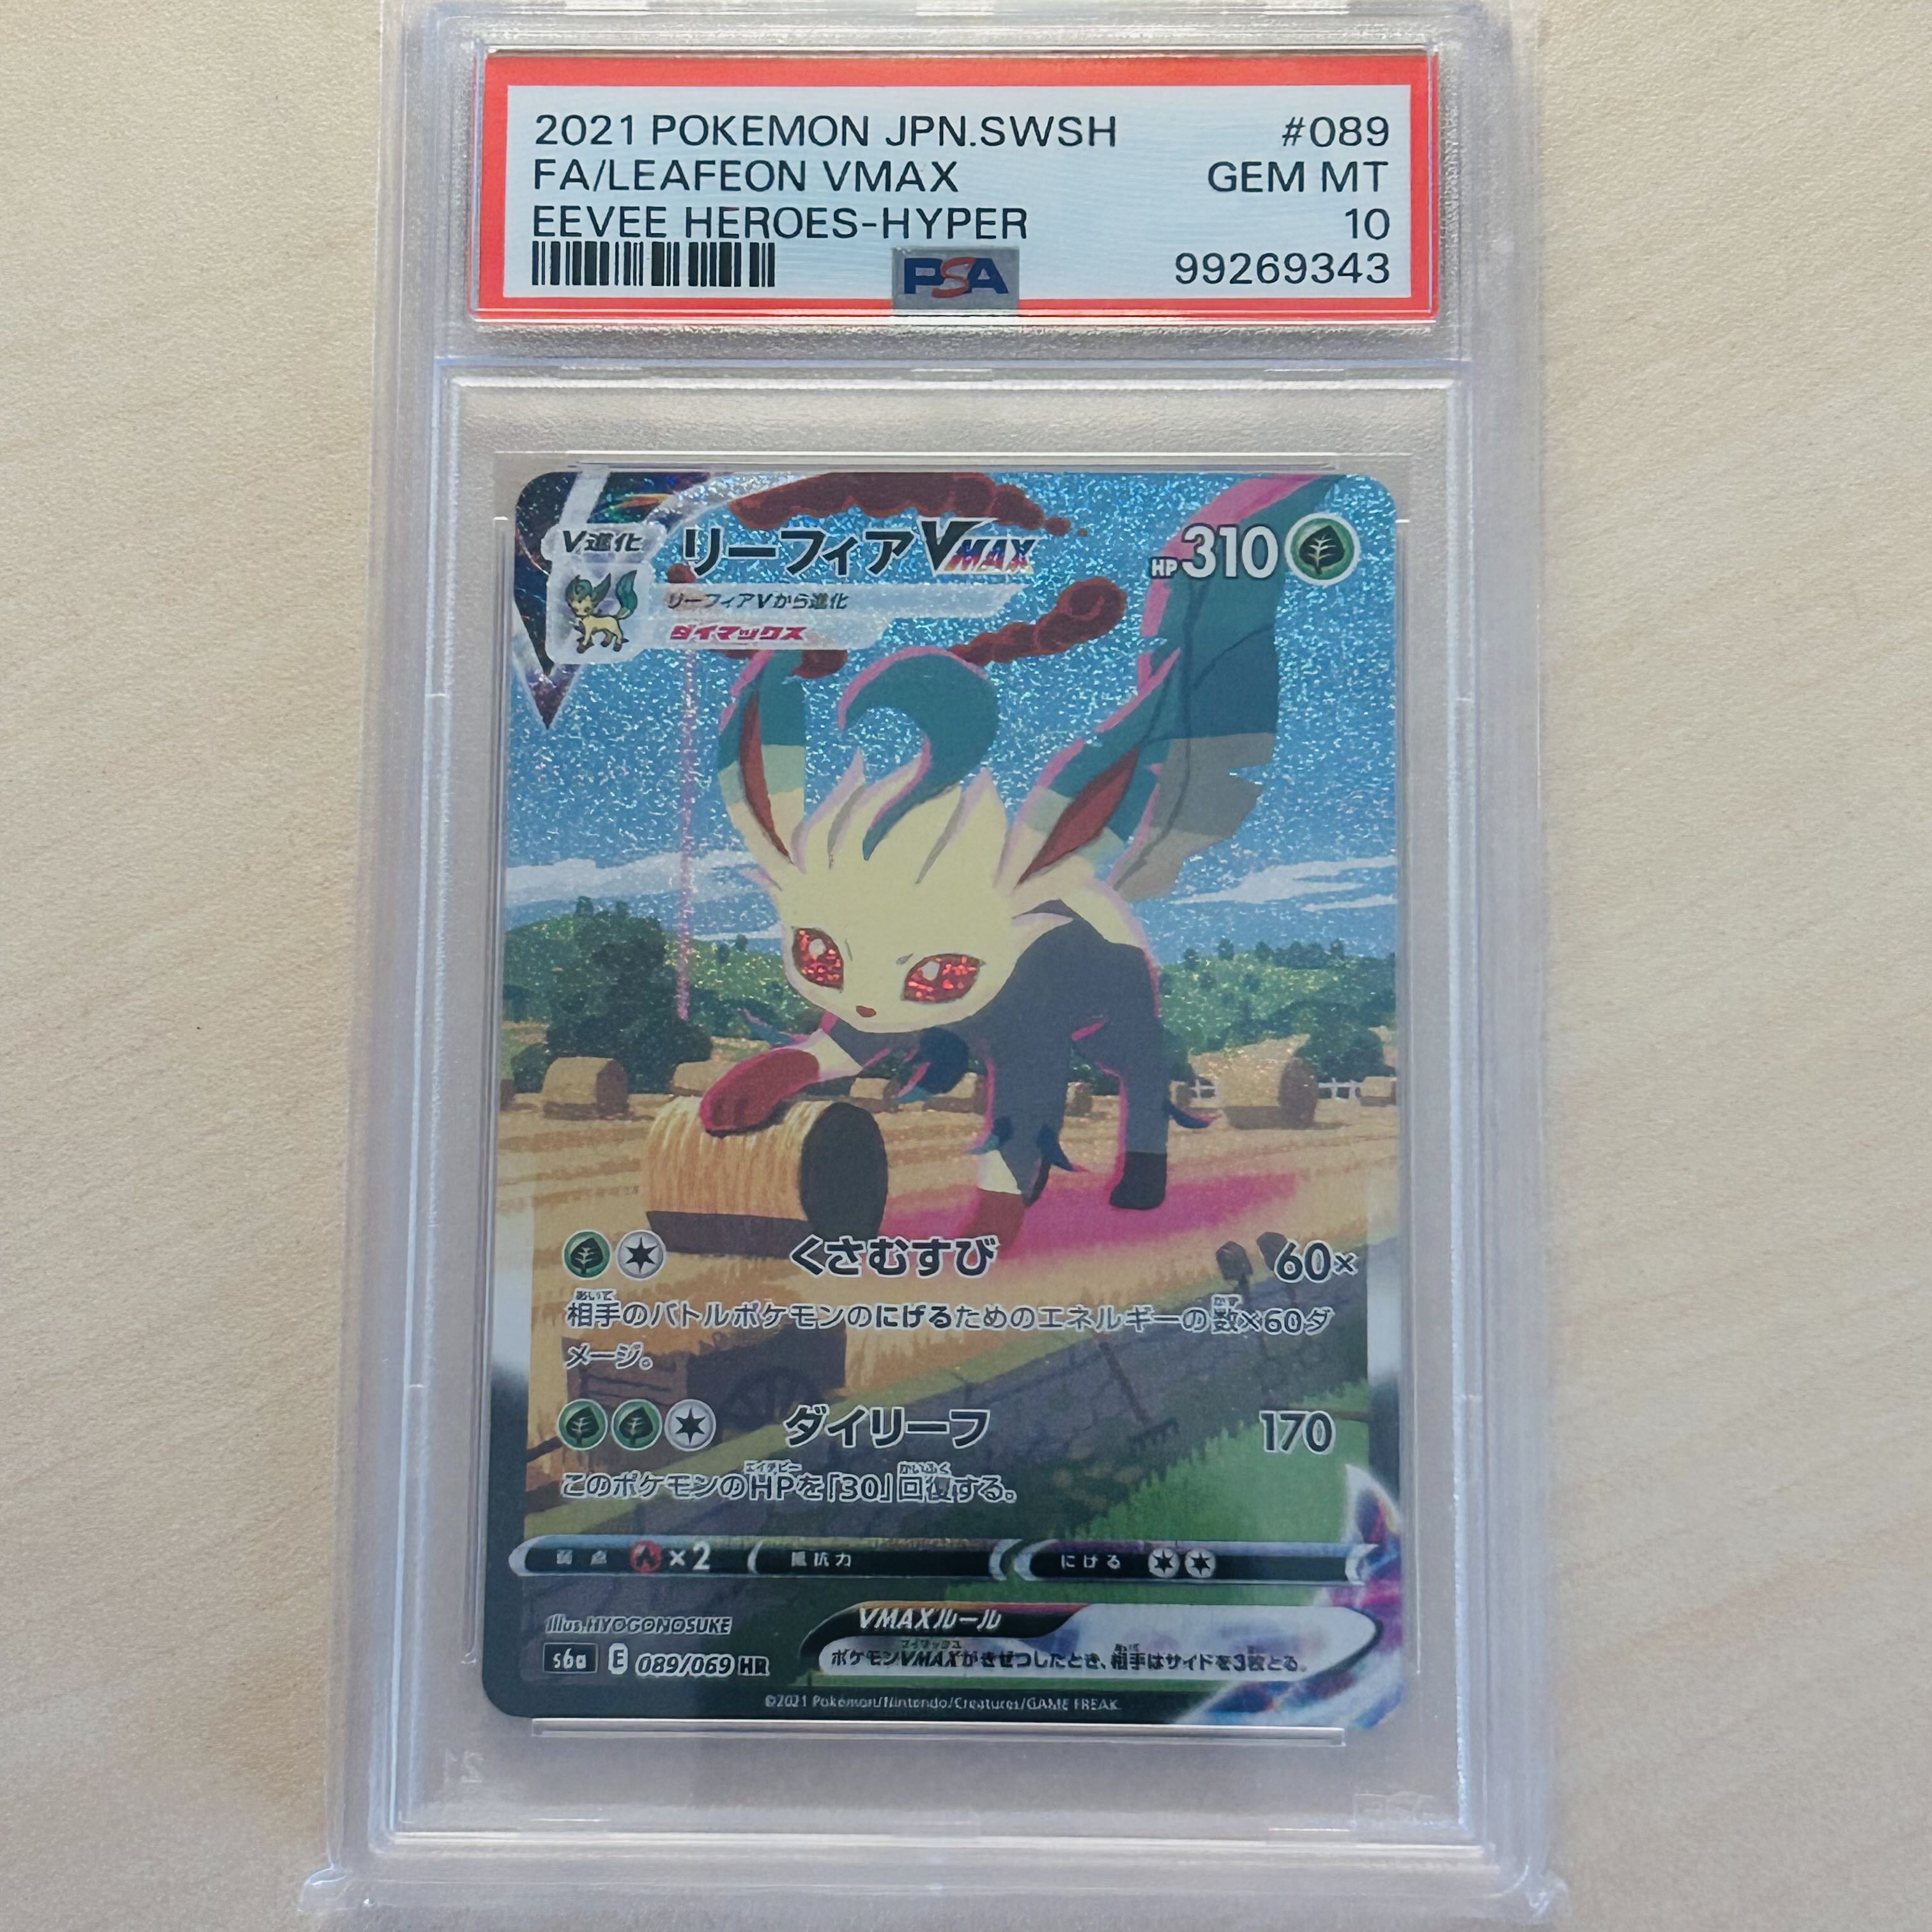 2021 POKEMON JPN.SWSH #089
FA/LEAFEON VMAX GEM MT
EEVEE HEROES-HYPER 10
PSA 99269343
V進化 リーフィアVMAX HP310
リーフィアVから進化
ダイマックス
くさむすび 60×
相手のバトルポケモンのにげるためのエネルギーの数×60ダ
メージ。
ダイリーフ 170
このポケモンのHPを「30」回復する。
弱点 ×2 抵抗力 にげる
illus.HYOGONOSUKE VMAXルール
s6a E 089/069 HR ポケモンVMAXがきぜつしたとき、相手はサイドを3枚とる。
©2021 Pokémon/Nintendo/Creatures/GAME FREAK.